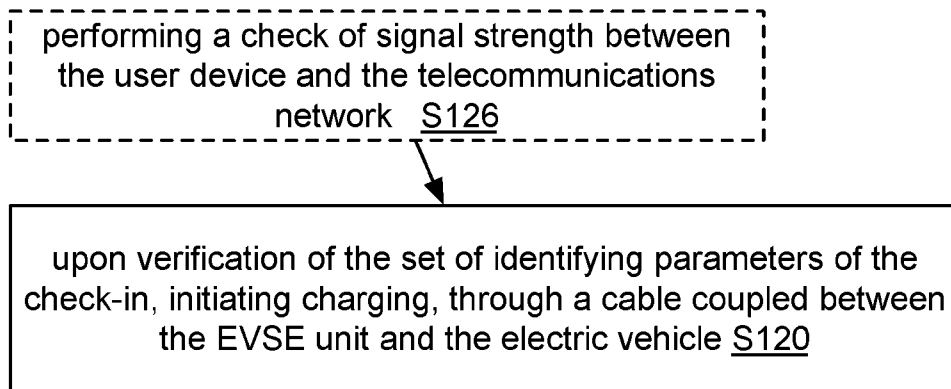 performing a check of signal strength between
the user device and the telecommunications
network S126
upon verification of the set of identifying parameters of the
check-in, initiating charging, through a cable coupled between
the EVSE unit and the electric vehicle S120